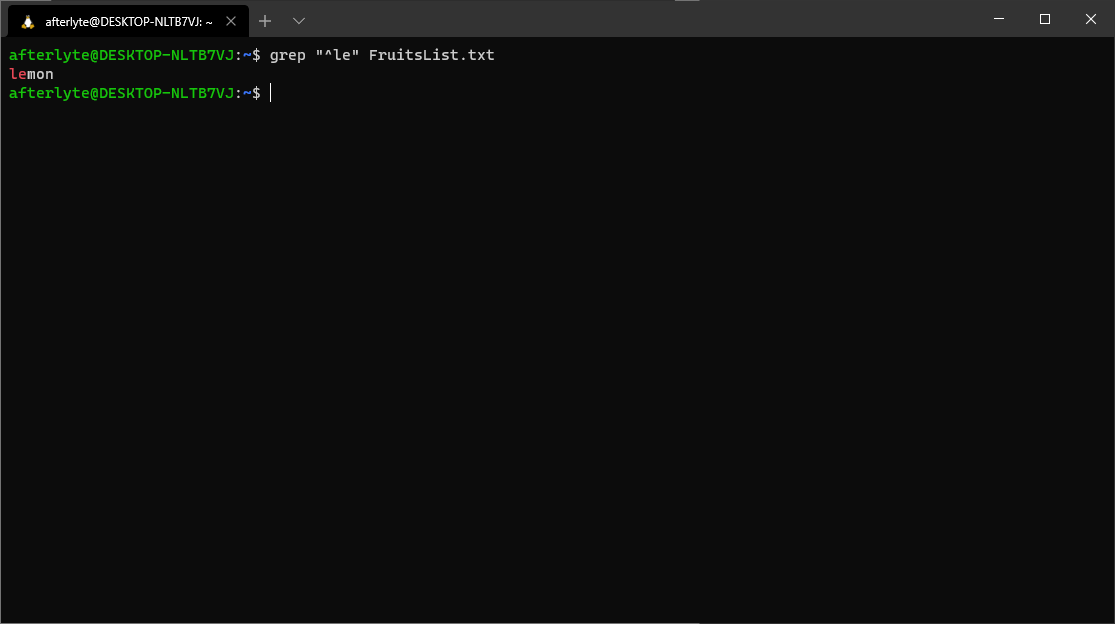 afterlyte@DESKTOP-NLTB7VJ: ~
afterlyte@DESKTOP-NLTB7VJ:~$ grep "^le" FruitsList.txt
lemon
afterlyte@DESKTOP-NLTB7VJ:~$